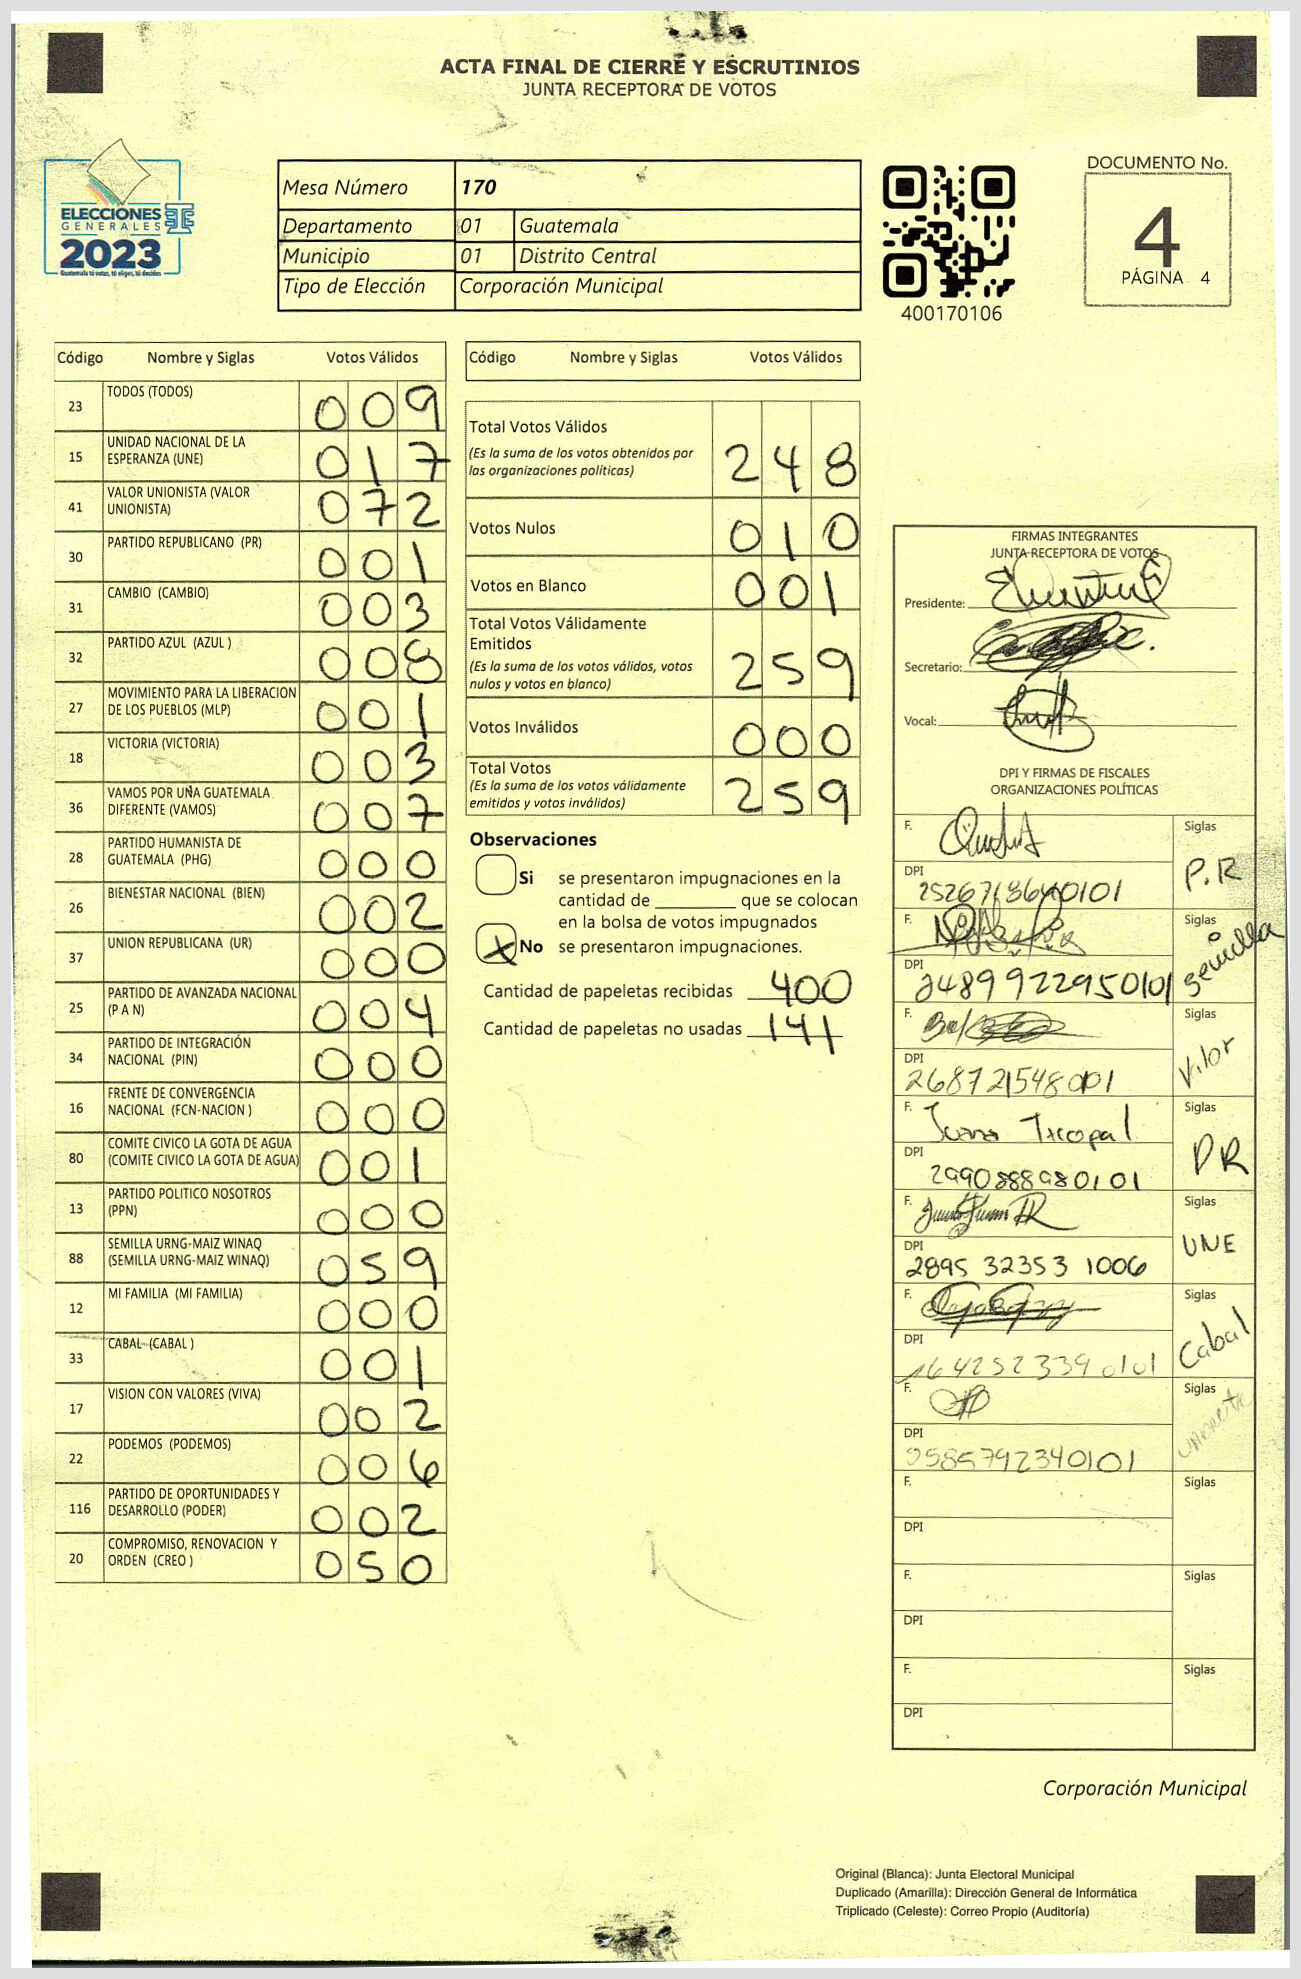 ACTA FINAL DE CIERRE Y ESCRUTINIOS
JUNTA RECEPTORA DE VOTOS
ELECCIONES
GENERALES
2023
Guatemala tú votas, tú eliges, tú decides
Mesa Número 170
Departamento 01 Guatemala
Municipio 01 Distrito Central
Tipo de Elección Corporación Municipal
400170106
DOCUMENTO No.
4
PÁGINA 4
Código Nombre y Siglas Votos Válidos
23 TODOS (TODOS) 009
15 UNIDAD NACIONAL DE LA
ESPERANZA (UNE) 017
41 VALOR UNIONISTA (VALOR
UNIONISTA) 072
30 PARTIDO REPUBLICANO (PR) 001
31 CAMBIO (CAMBIO) 003
32 PARTIDO AZUL (AZUL ) 008
27 MOVIMIENTO PARA LA LIBERACION
DE LOS PUEBLOS (MLP) 001
18 VICTORIA (VICTORIA) 003
36 VAMOS POR UNA GUATEMALA
DIFERENTE (VAMOS) 007
28 PARTIDO HUMANISTA DE
GUATEMALA (PHG) 000
26 BIENESTAR NACIONAL (BIEN) 002
37 UNION REPUBLICANA (UR) 000
25 PARTIDO DE AVANZADA NACIONAL
(P A N) 004
34 PARTIDO DE INTEGRACIÓN
NACIONAL (PIN) 000
16 FRENTE DE CONVERGENCIA
NACIONAL (FCN-NACION ) 000
80 COMITE CIVICO LA GOTA DE AGUA
(COMITE CIVICO LA GOTA DE AGUA) 001
13 PARTIDO POLITICO NOSOTROS
(PPN) 000
88 SEMILLA URNG-MAIZ WINAQ
(SEMILLA URNG-MAIZ WINAQ) 059
12 MI FAMILIA (MI FAMILIA) 000
33 CABAL (CABAL ) 001
17 VISION CON VALORES (VIVA) 002
22 PODEMOS (PODEMOS) 006
116 PARTIDO DE OPORTUNIDADES Y
DESARROLLO (PODER) 002
20 COMPROMISO, RENOVACION Y
ORDEN (CREO ) 050
Código Nombre y Siglas Votos Válidos
Total Votos Válidos
(Es la suma de los votos obtenidos por
las organizaciones políticas) 248
Votos Nulos 010
Votos en Blanco 001
Total Votos Válidamente
Emitidos
(Es la suma de los votos válidos, votos
nulos y votos en blanco) 259
Votos Inválidos 000
Total Votos
(Es la suma de los votos válidamente
emitidos y votos inválidos) 259
Observaciones
Si se presentaron impugnaciones en la
cantidad de ________ que se colocan
en la bolsa de votos impugnados
X No se presentaron impugnaciones.
Cantidad de papeletas recibidas 400
Cantidad de papeletas no usadas 141
FIRMAS INTEGRANTES
JUNTA RECEPTORA DE VOTOS
Presidente:
Secretario:
Vocal:
DPI Y FIRMAS DE FISCALES
ORGANIZACIONES POLÍTICAS
F. Siglas
P.R
DPI
F. Siglas
Semilla
DPI
2489922950101
F. Siglas
Valor
DPI
F. Juana Siglas
PR
DPI
2990888980101
F. Siglas
UNE
DPI
2895 32353 1006
F. Siglas
Cabal
DPI
1642523390101
F. Siglas
DPI
F. Siglas
DPI
F. Siglas
DPI
F. Siglas
DPI
Corporación Municipal
Original (Blanca): Junta Electoral Municipal
Duplicado (Amarilla): Dirección General de Informática
Triplicado (Celeste): Correo Propio (Auditoría)